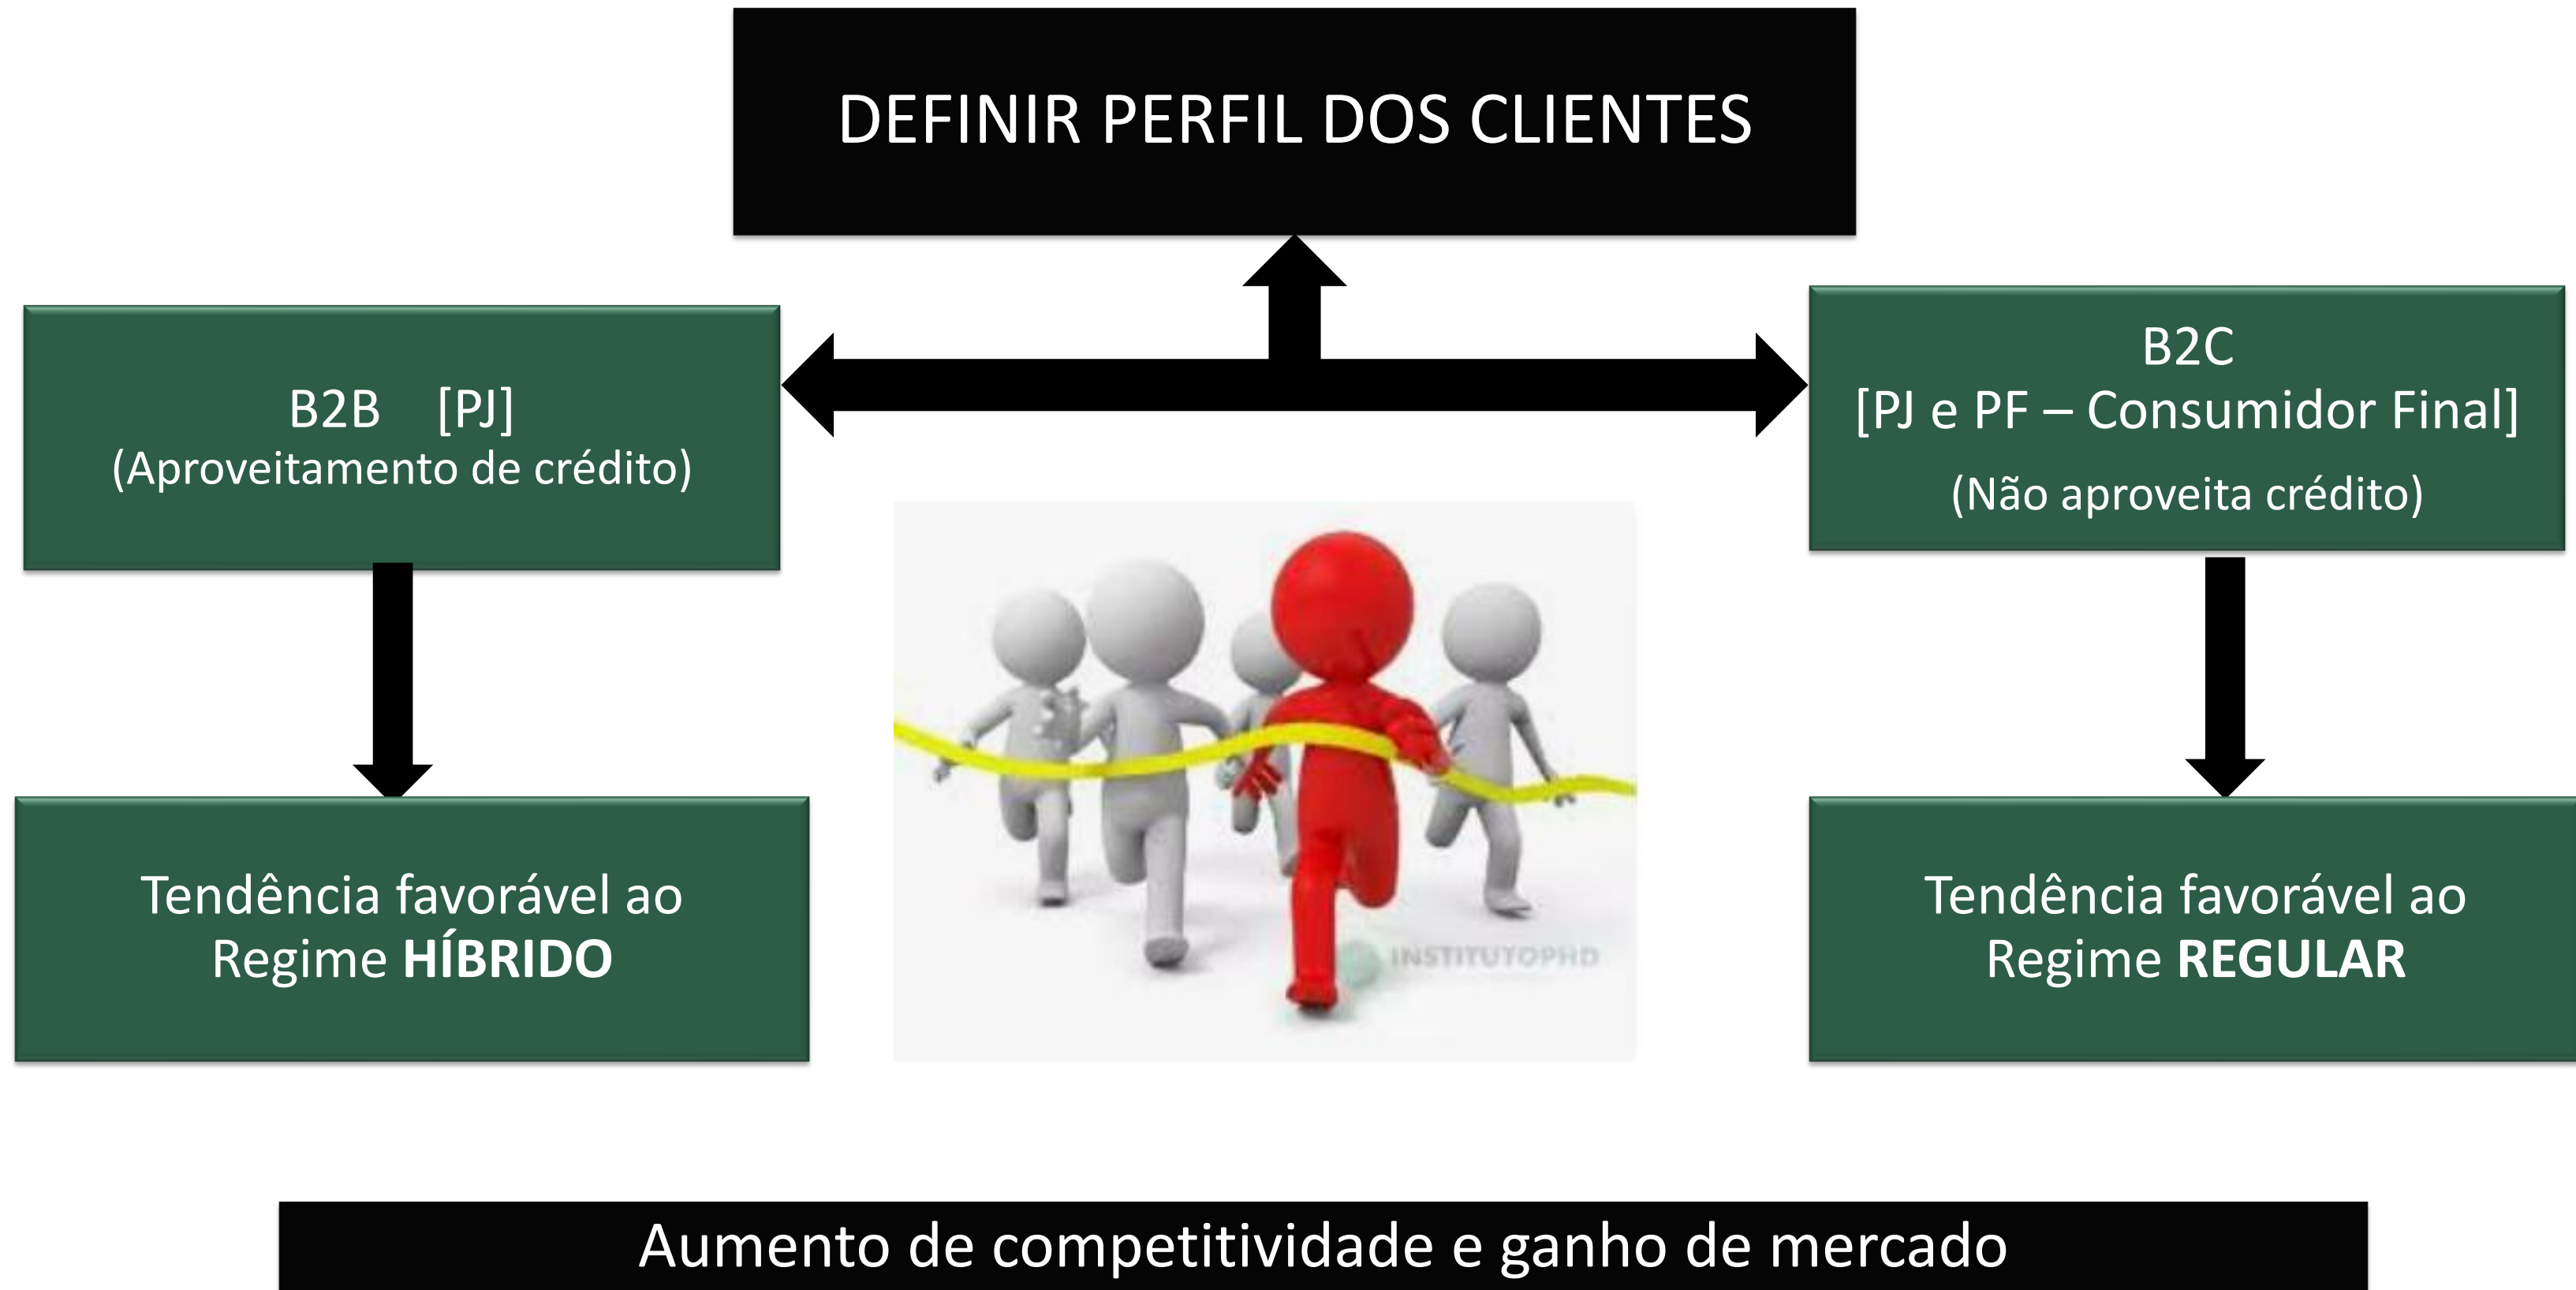 DEFINIR PERFIL DOS CLIENTES
B2B [PJ]
(Aproveitamento de crédito)
B2C
[PJ e PF – Consumidor Final]
(Não aproveita crédito)
INSTITUTOPHD
Tendência favorável ao
Regime HÍBRIDO
Tendência favorável ao
Regime REGULAR
Aumento de competitividade e ganho de mercado